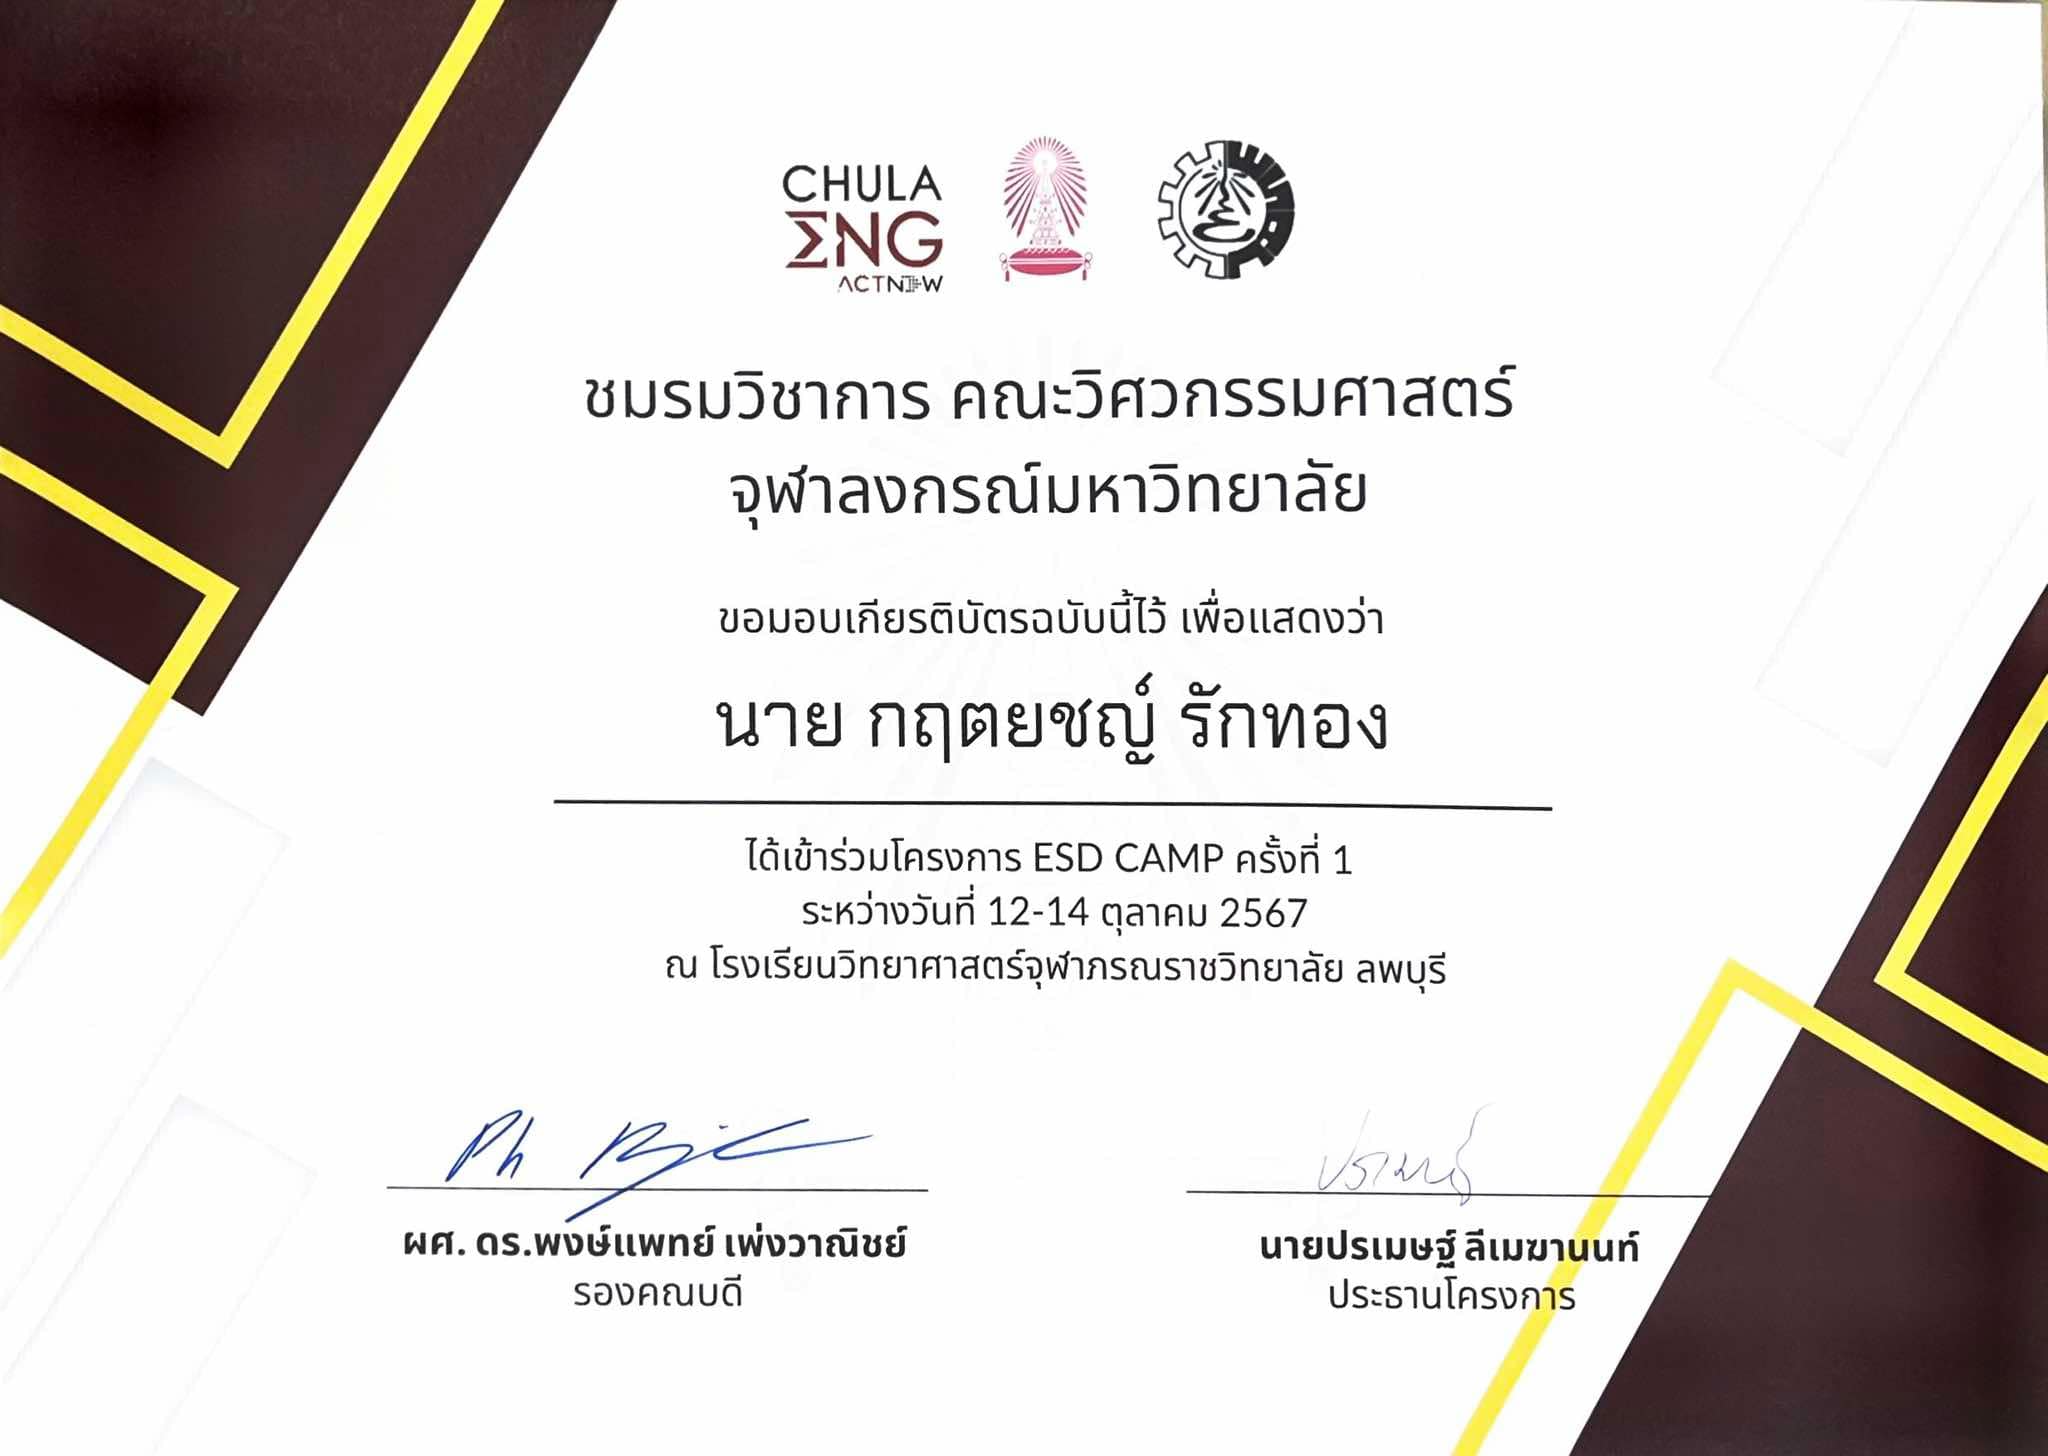 CHULA
ΣNG
ACTNOW
ชมรมวิชาการ คณะวิศวกรรมศาสตร์
จุฬาลงกรณ์มหาวิทยาลัย
ขอมอบเกียรติบัตรฉบับนี้ไว้ เพื่อแสดงว่า
นาย กฤตยชญ์ รักทอง
ได้เข้าร่วมโครงการ ESD CAMP ครั้งที่ 1
ระหว่างวันที่ 12-14 ตุลาคม 2567
ณ โรงเรียนวิทยาศาสตร์จุฬาภรณราชวิทยาลัย ลพบุรี
ผศ. ดร.พงษ์แพทย์ เพ่งวาณิชย์
รองคณบดี
นายปรเมษฐ์ ลีเมฆานนท์
ประธานโครงการ